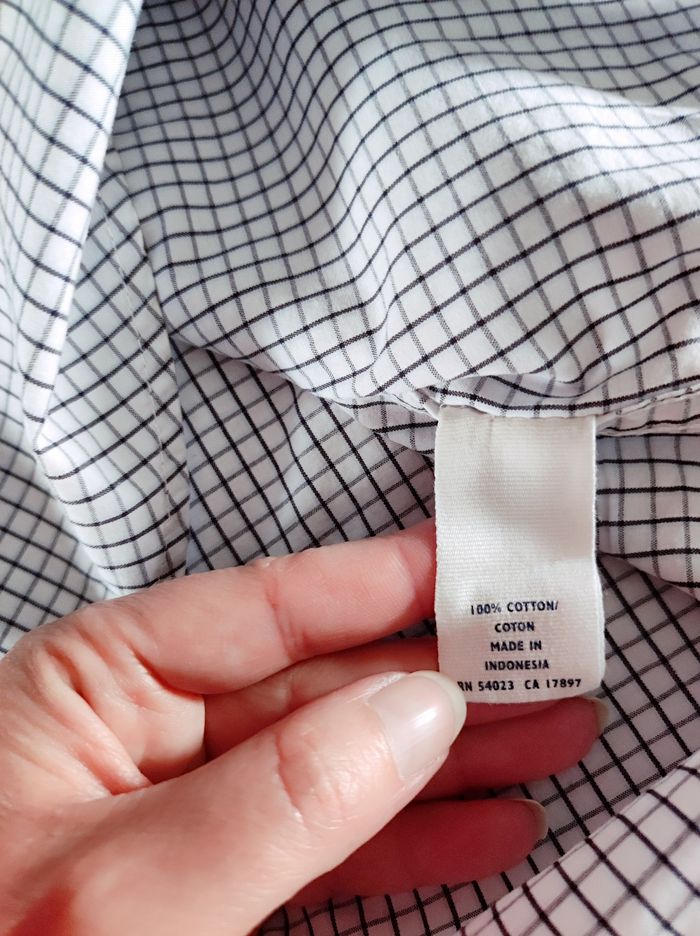 100% COTTON/
COTON
MADE IN
INDONESIA
RN 54023 CA 17897